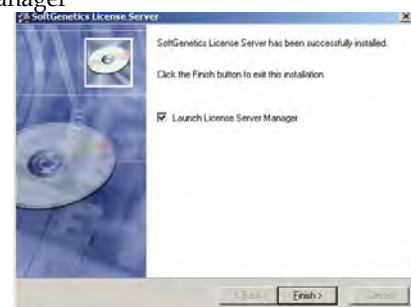 SoftGenetics License Server
SoftGenetics License Server has been successfully installed.
Click the Finish button to exit this installation.
Launch License Server Manager
< Back
Finish >
Cancel